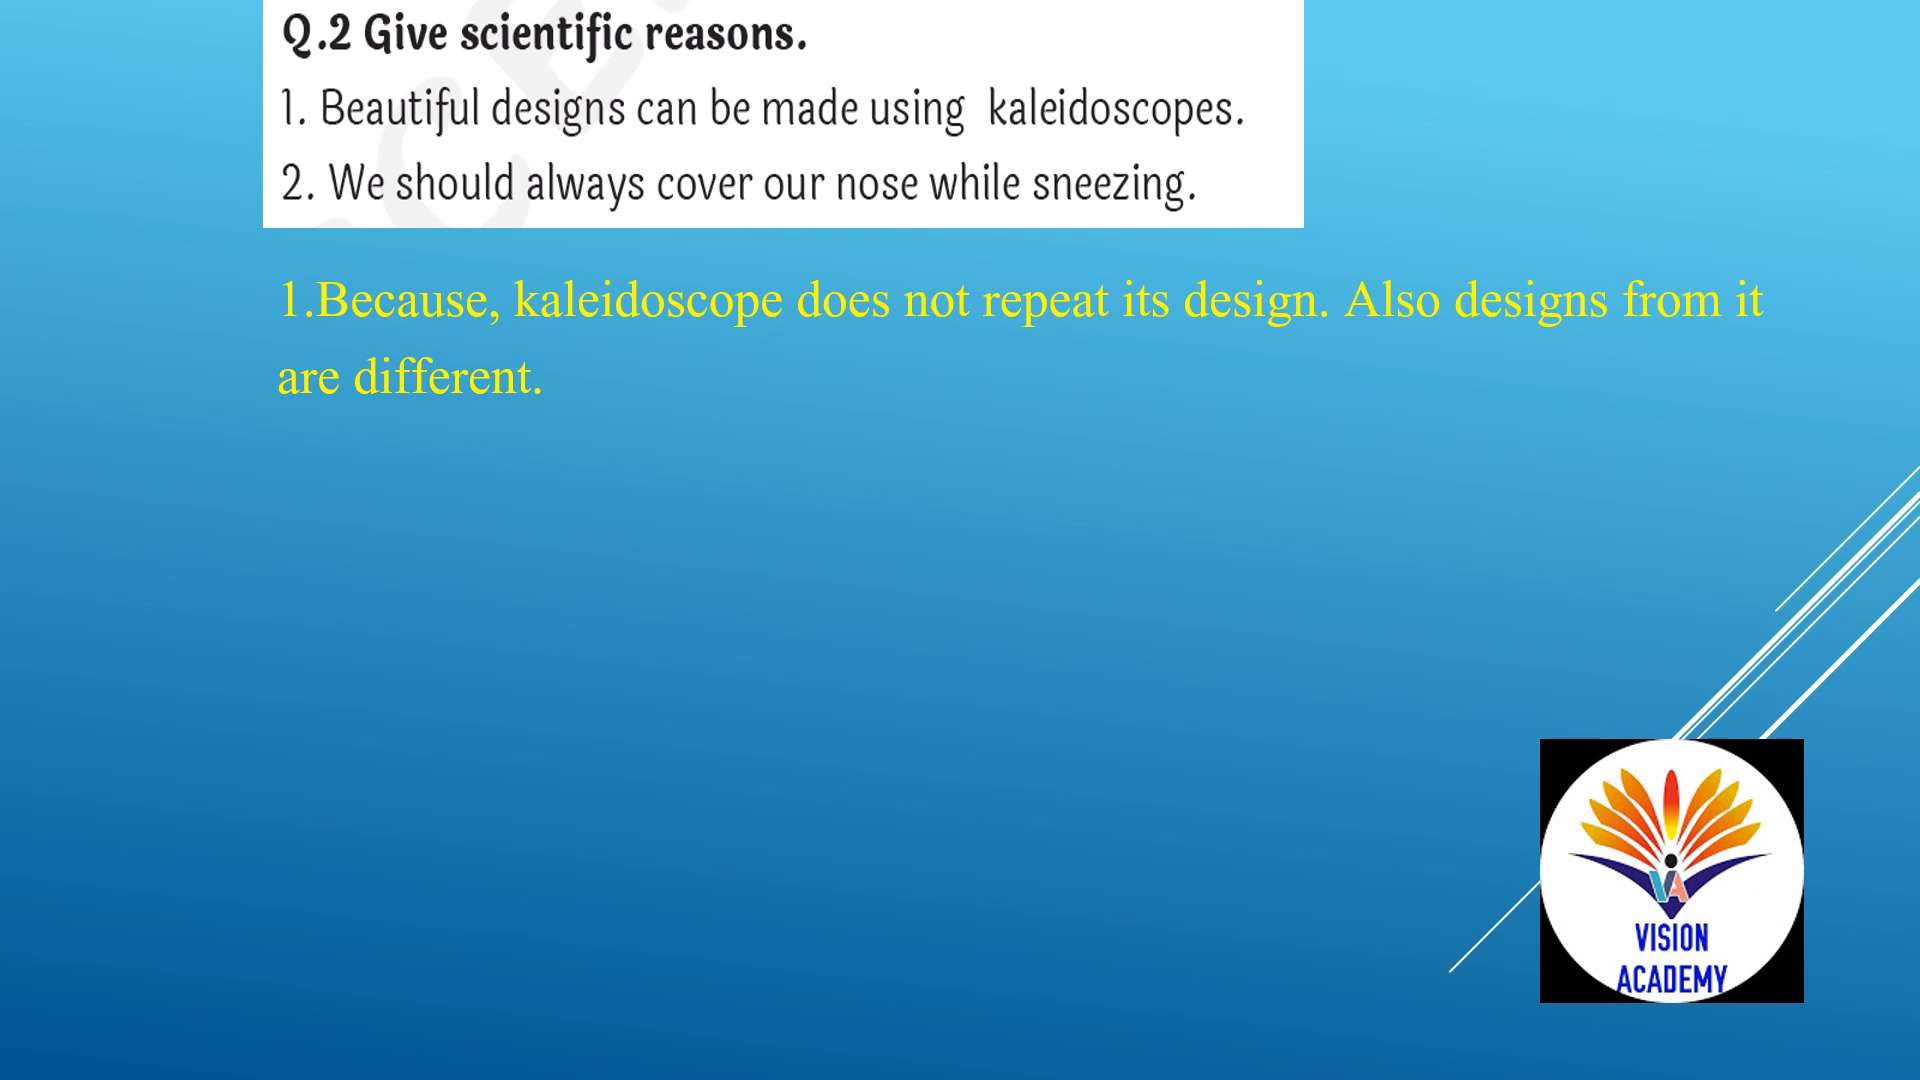 Q.2 Give scientific reasons.
1. Beautiful designs can be made using kaleidoscopes.
2. We should always cover our nose while sneezing.
1.Because, kaleidoscope does not repeat its design. Also designs from it
are different.
VA
VISION
ACADEMY